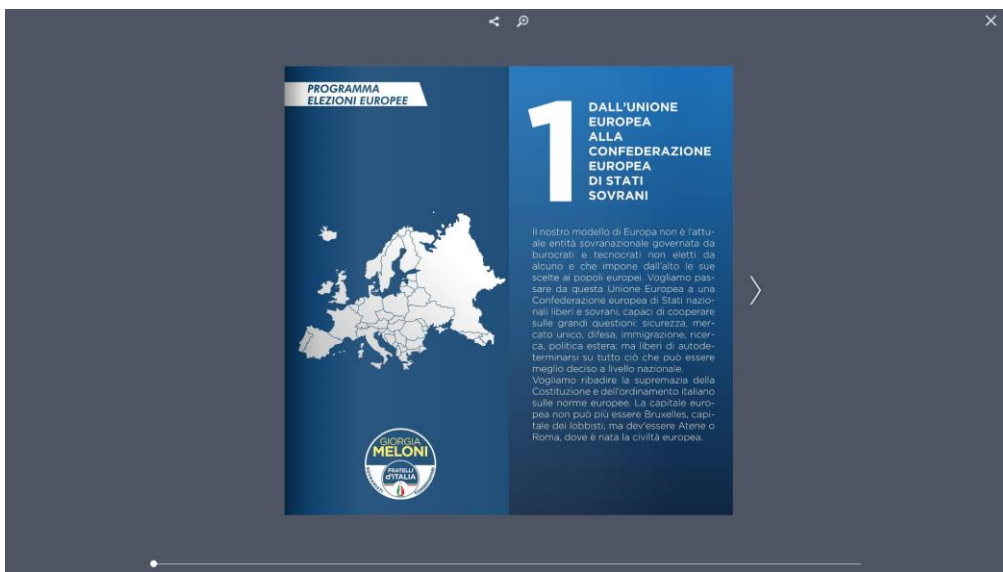 PROGRAMMA
ELEZIONI EUROPEE
GIORGIA
MELONI
FRATELLI
d'ITALIA
1
DALL'UNIONE
EUROPEA
ALLA
CONFEDERAZIONE
EUROPEA
DI STATI
SOVRANI
Il nostro modello di Europa non è l'attu-
ale entità sovranazionale governata da
burocrati e tecnocrati non eletti da
alcuno e che impone dall'alto le sue
scelte ai popoli europei. Vogliamo pas-
sare da questa Unione Europea a una
Confederazione europea di Stati nazio-
nali liberi e sovrani, capaci di cooperare
sulle grandi questioni: sicurezza, mer-
cato unico, difesa, immigrazione, ricer-
ca, politica estera; ma liberi di autode-
terminarsi su tutto ciò che può essere
meglio deciso a livello nazionale.
Vogliamo ribadire la supremazia della
Costituzione e dell'ordinamento italiano
sulle norme europee. La capitale euro-
pea non può più essere Bruxelles, capi-
tale dei lobbisti, ma dev'essere Atene o
Roma, dove è nata la civiltà europea.